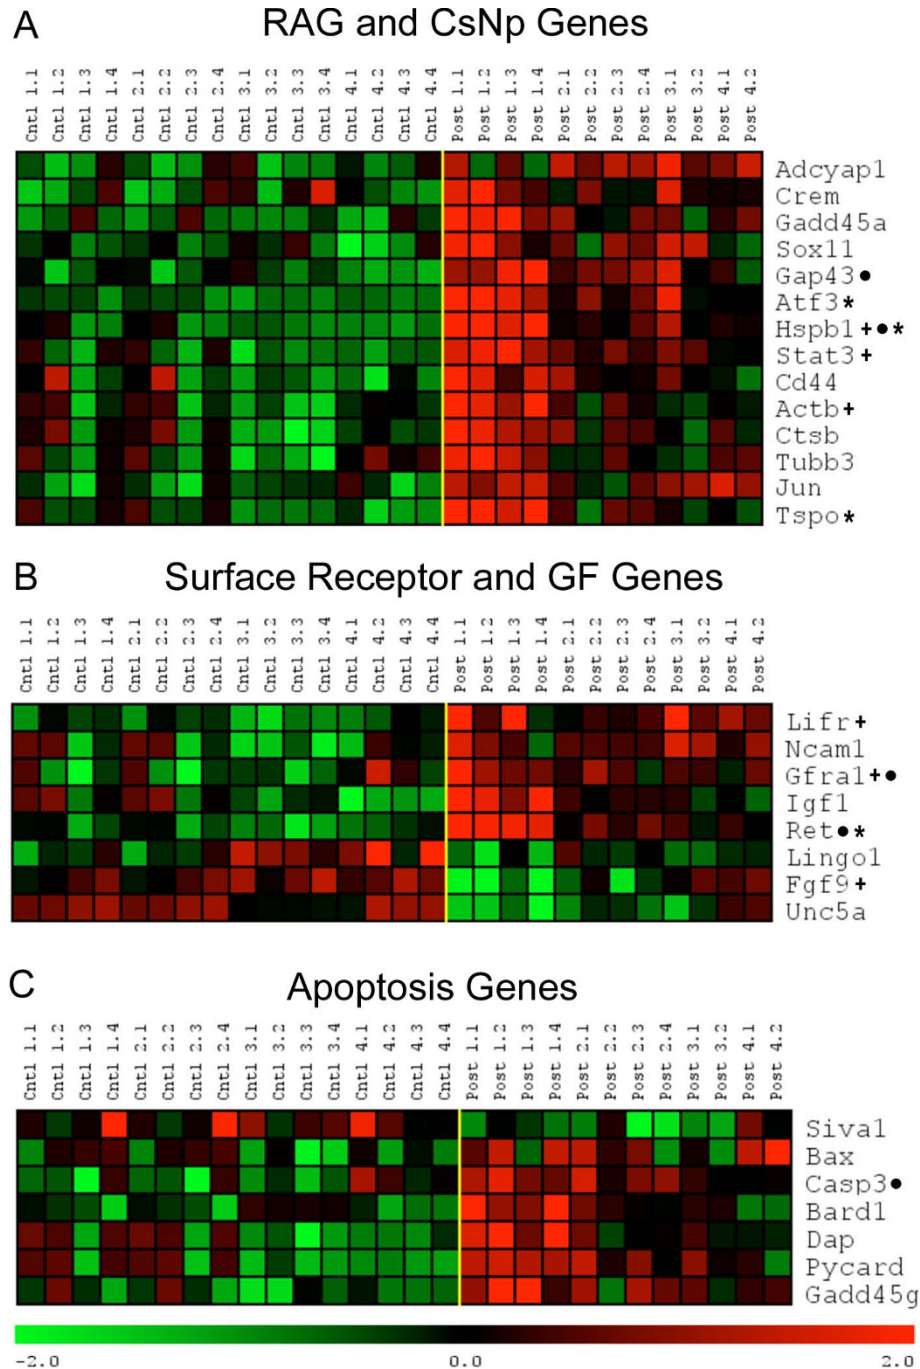 A
RAG and CsNp Genes
Cntl 1.1 Cntl 1.2 Cntl 1.3 Cntl 1.4 Cntl 2.1 Cntl 2.2 Cntl 2.3 Cntl 2.4 Cntl 3.1 Cntl 3.2 Cntl 3.3 Cntl 3.4 Cntl 4.1 Cntl 4.2 Cntl 4.3 Cntl 4.4 Post 1.1 Post 1.2 Post 1.3 Post 1.4 Post 2.1 Post 2.2 Post 2.3 Post 2.4 Post 3.1 Post 3.2 Post 4.1 Post 4.2
Adcyap1
Crem
Gadd45a
Sox11
Gap43●
Atf3*
Hspb1+●*
Stat3+
Cd44
Actb+
Ctsb
Tubb3
Jun
Tspo*
B
Surface Receptor and GF Genes
Cntl 1.1 Cntl 1.2 Cntl 1.3 Cntl 1.4 Cntl 2.1 Cntl 2.2 Cntl 2.3 Cntl 2.4 Cntl 3.1 Cntl 3.2 Cntl 3.3 Cntl 3.4 Cntl 4.1 Cntl 4.2 Cntl 4.3 Cntl 4.4 Post 1.1 Post 1.2 Post 1.3 Post 1.4 Post 2.1 Post 2.2 Post 2.3 Post 2.4 Post 3.1 Post 3.2 Post 4.1 Post 4.2
Lifr+
Ncam1
Gfra1+●
Igf1
Ret●*
Lingo1
Fgf9+
Unc5a
C
Apoptosis Genes
Cntl 1.1 Cntl 1.2 Cntl 1.3 Cntl 1.4 Cntl 2.1 Cntl 2.2 Cntl 2.3 Cntl 2.4 Cntl 3.1 Cntl 3.2 Cntl 3.3 Cntl 3.4 Cntl 4.1 Cntl 4.2 Cntl 4.3 Cntl 4.4 Post 1.1 Post 1.2 Post 1.3 Post 1.4 Post 2.1 Post 2.2 Post 2.3 Post 2.4 Post 3.1 Post 3.2 Post 4.1 Post 4.2
Siva1
Bax
Casp3●
Bard1
Dap
Pycard
Gadd45g
-2.0 0.0 2.0